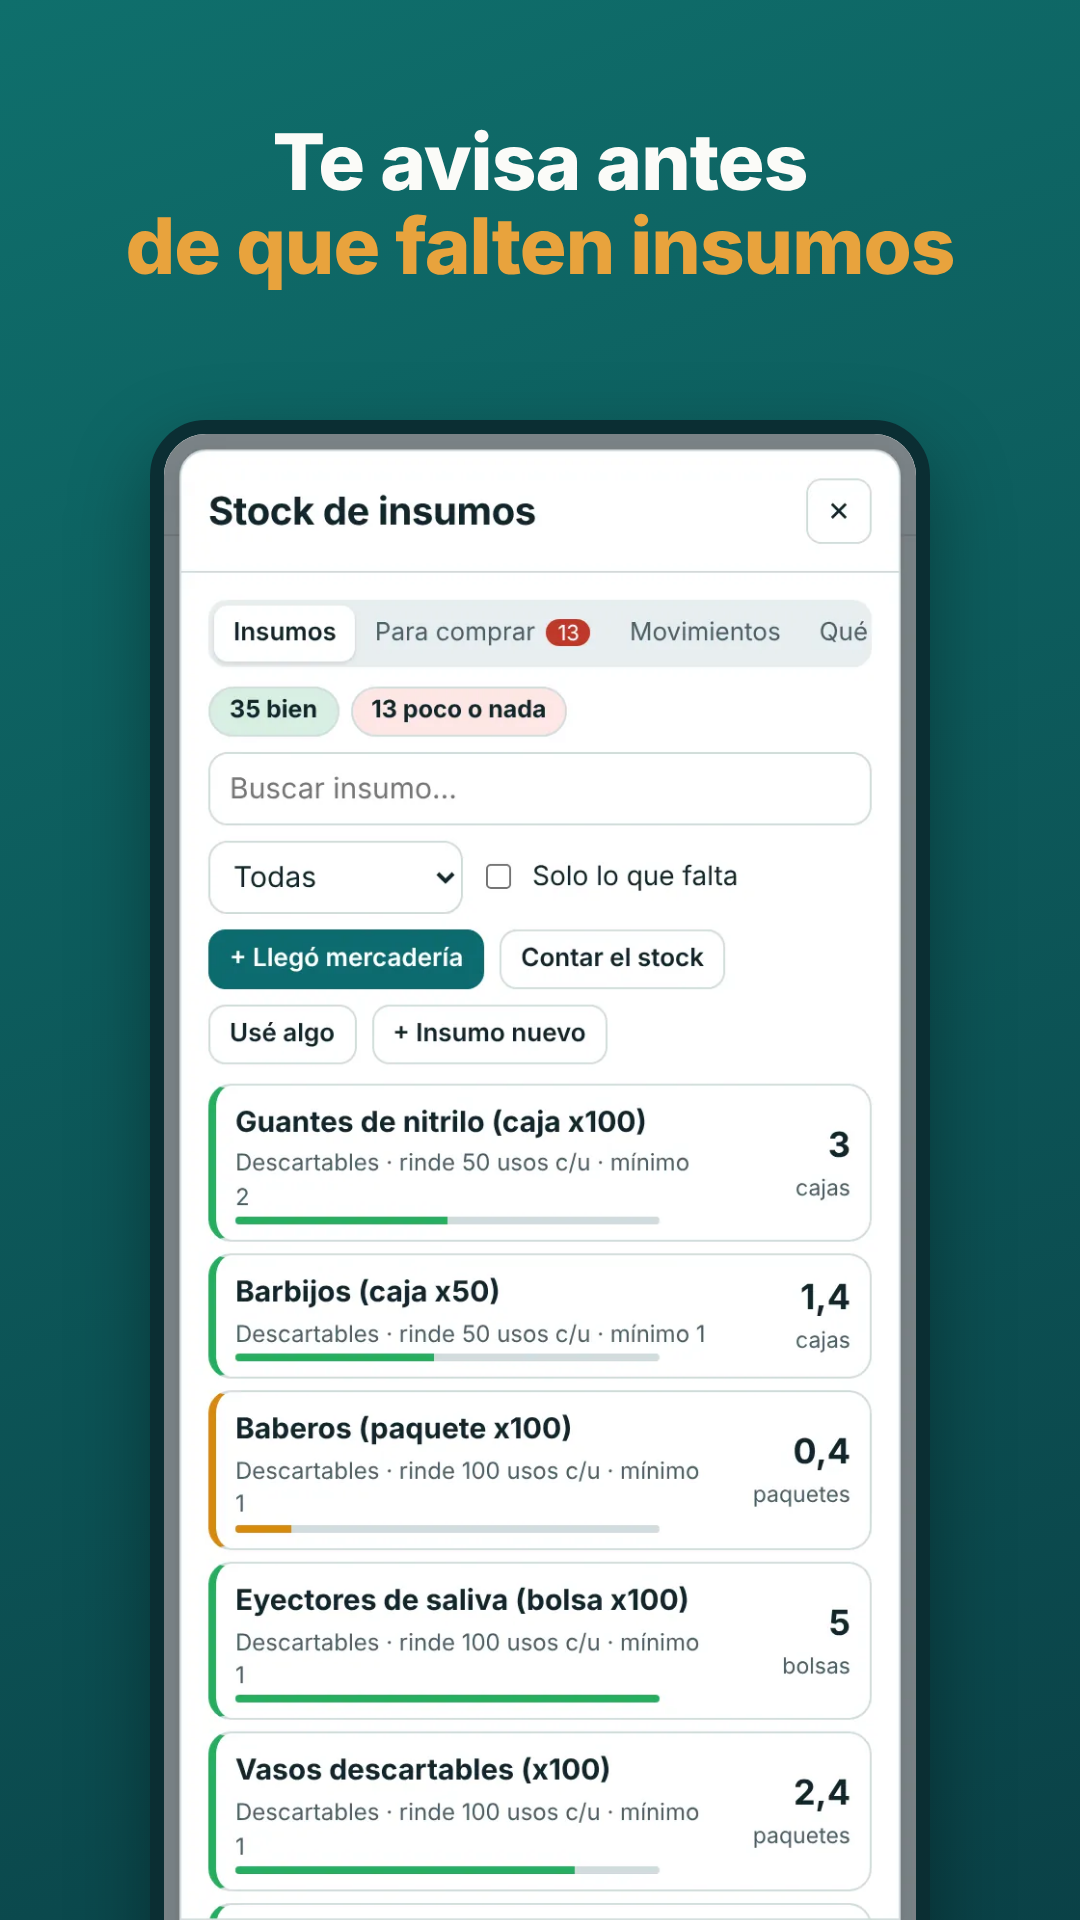 Te avisa antes
de que falten insumos
Stock de insumos
×
Insumos Para comprar 13 Movimientos Qué
35 bien 13 poco o nada
Buscar insumo...
Todas Solo lo que falta
+ Llegó mercadería Contar el stock
Usé algo + Insumo nuevo
Guantes de nitrilo (caja x100)
Descartables · rinde 50 usos c/u · mínimo
2
3
cajas
Barbijos (caja x50)
Descartables · rinde 50 usos c/u · mínimo 1
1,4
cajas
Baberos (paquete x100)
Descartables · rinde 100 usos c/u · mínimo
1
0,4
paquetes
Eyectores de saliva (bolsa x100)
Descartables · rinde 100 usos c/u · mínimo
1
5
bolsas
Vasos descartables (x100)
Descartables · rinde 100 usos c/u · mínimo
1
2,4
paquetes